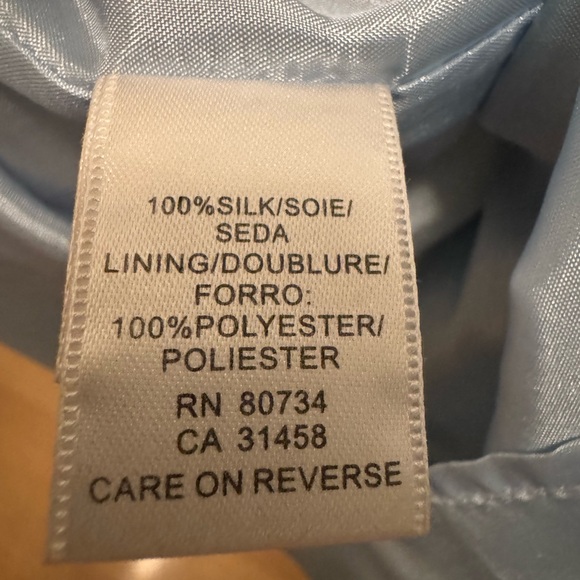 100%SILK/SOIE/
SEDA
LINING/DOUBLURE/
FORRO:
100%POLYESTER/
POLIESTER
RN 80734
CA 31458
CARE ON REVERSE